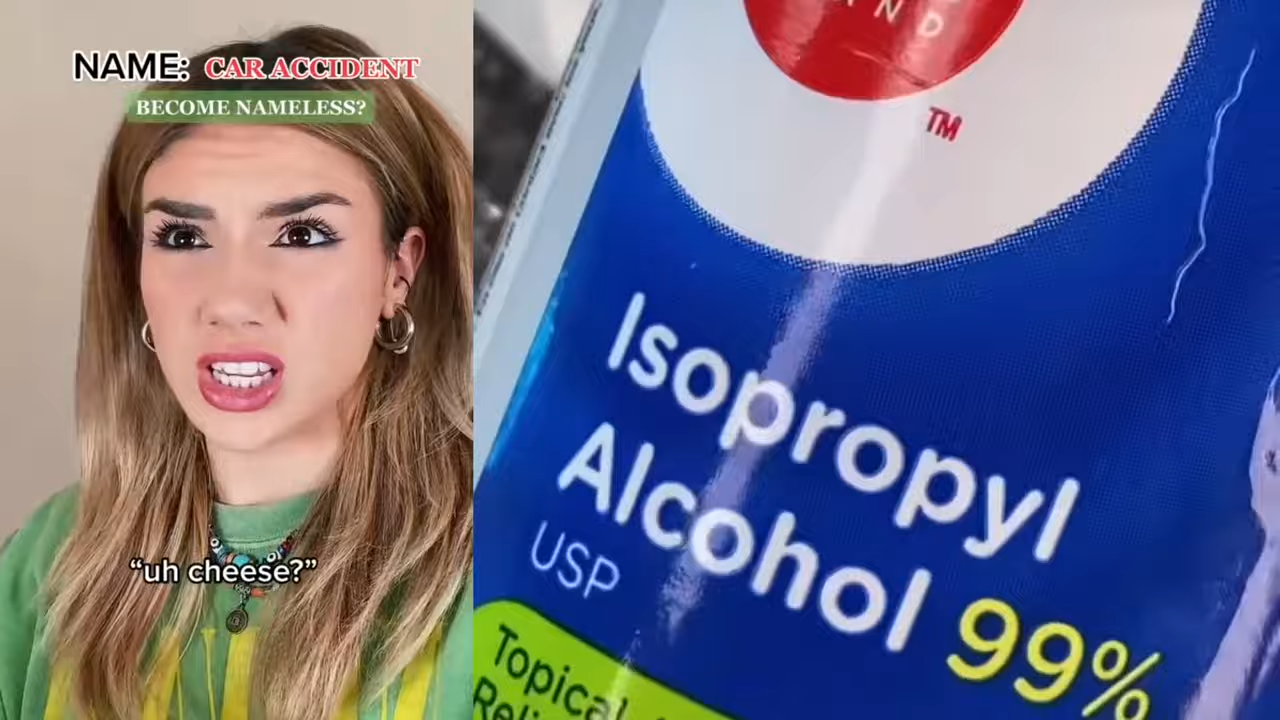 NAME: CAR ACCIDENT
BECOME NAMELESS?
“uh cheese?”
TM
Isopropyl
Alcohol 99%
USP
Topical